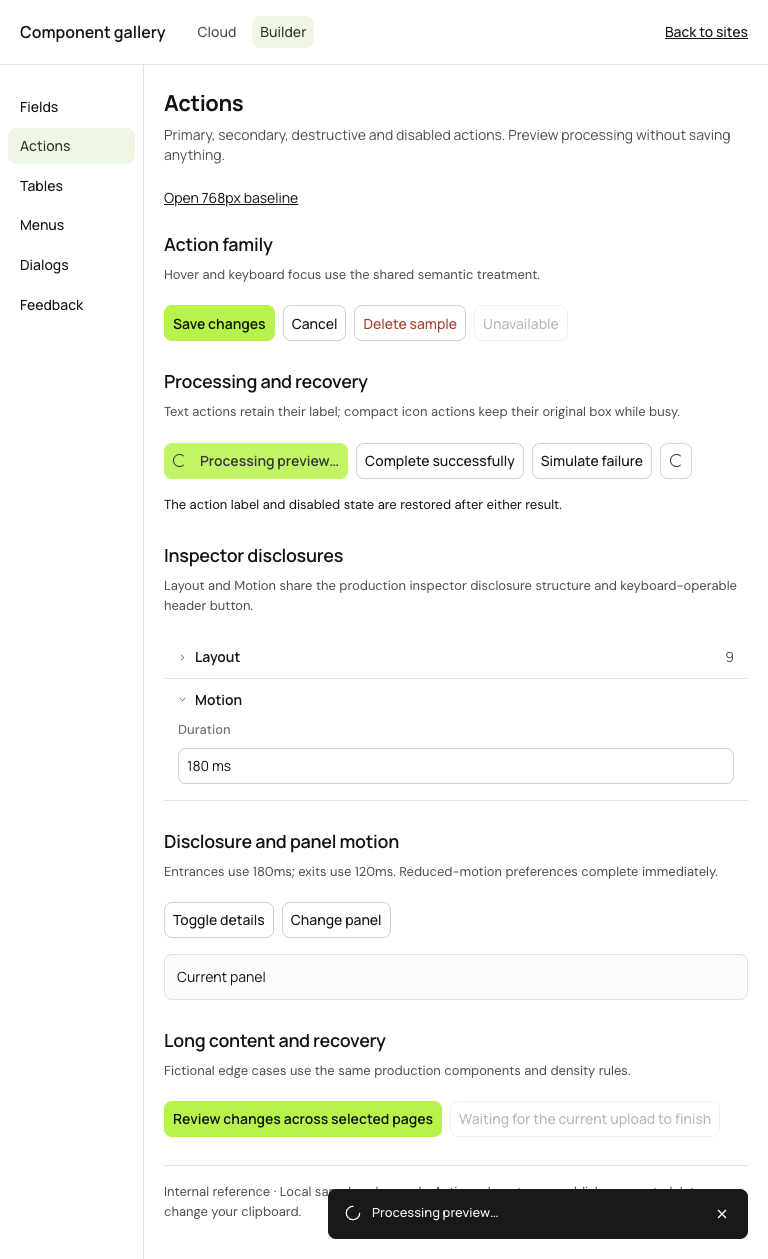 Component gallery
Cloud
Builder
Back to sites
Fields
Actions
Tables
Menus
Dialogs
Feedback
Actions
Primary, secondary, destructive and disabled actions. Preview processing without saving
anything.
Open 768px baseline
Action family
Hover and keyboard focus use the shared semantic treatment.
Save changes
Cancel
Delete sample
Unavailable
Processing and recovery
Text actions retain their label; compact icon actions keep their original box while busy.
Processing preview…
Complete successfully
Simulate failure
The action label and disabled state are restored after either result.
Inspector disclosures
Layout and Motion share the production inspector disclosure structure and keyboard-operable
header button.
Layout
9
Motion
Duration
180 ms
Disclosure and panel motion
Entrances use 180ms; exits use 120ms. Reduced-motion preferences complete immediately.
Toggle details
Change panel
Current panel
Long content and recovery
Fictional edge cases use the same production components and density rules.
Review changes across selected pages
Waiting for the current upload to finish
Internal reference · Local
change your clipboard.
Processing preview…